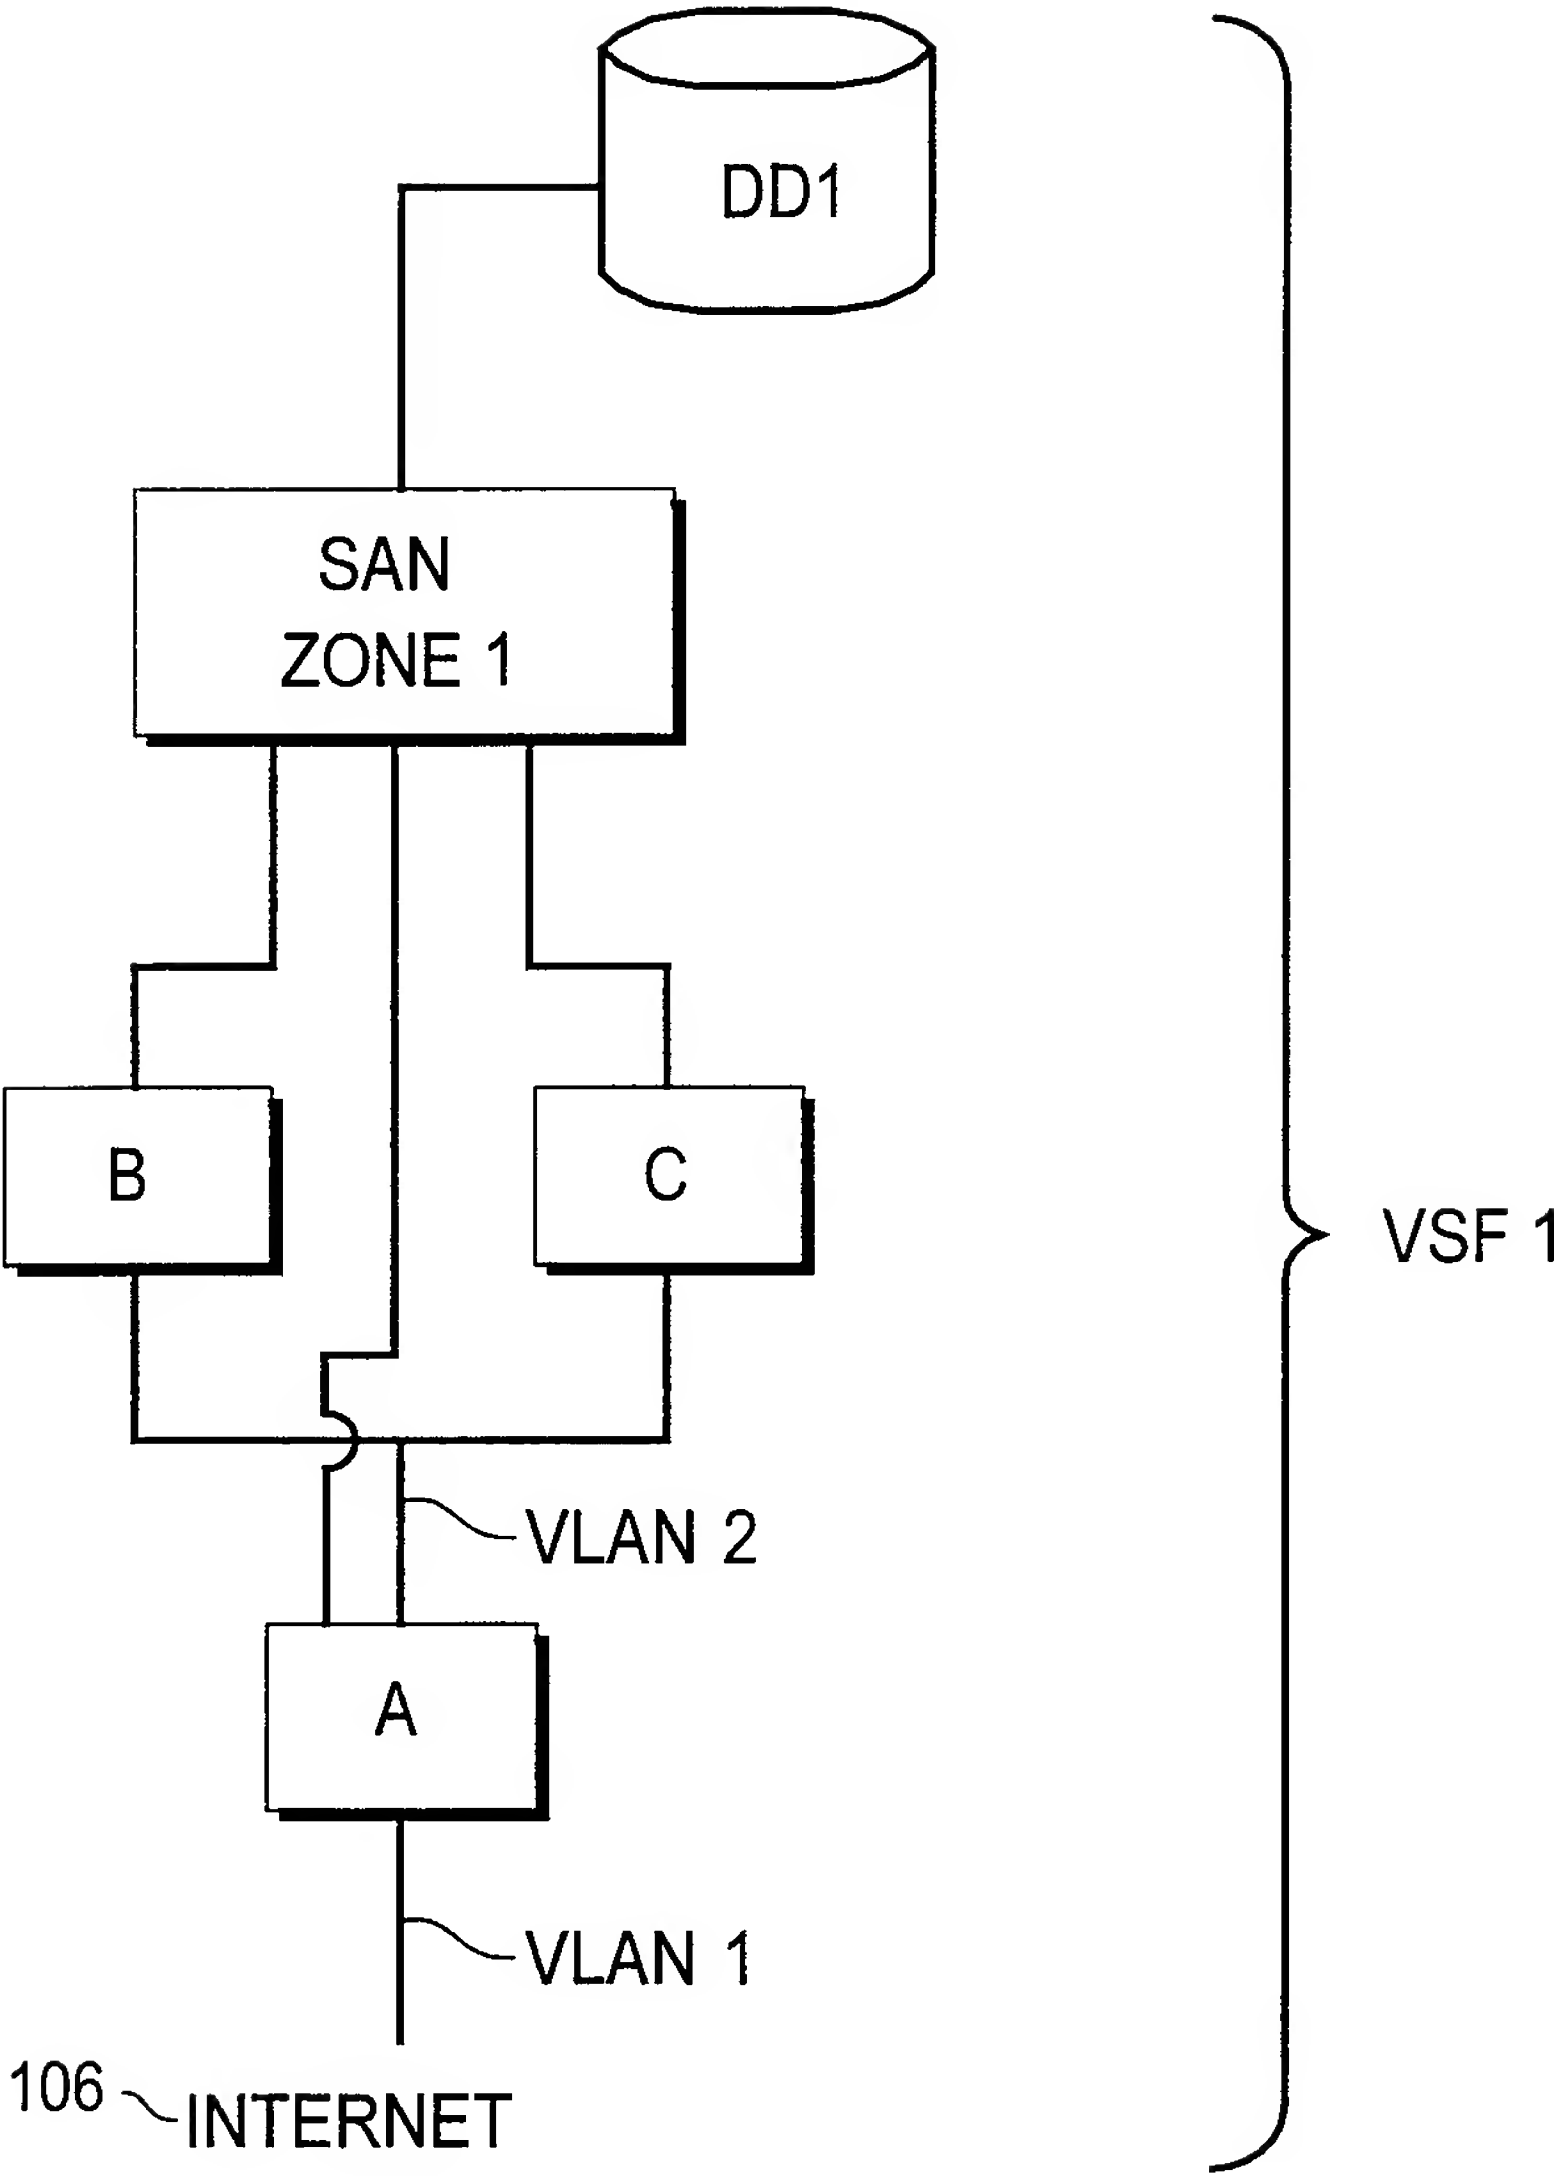 DD1
SAN
ZONE 1
B
C
VSF 1
VLAN 2
A
VLAN 1
106
INTERNET